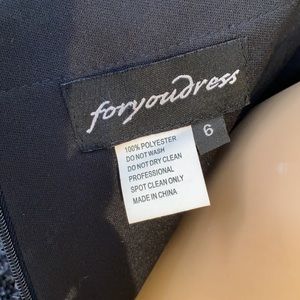 foryoudress
6
100% POLYESTER
DO NOT WASH
DO NOT DRY CLEAN
PROFESSIONAL
SPOT CLEAN ONLY
MADE IN CHINA